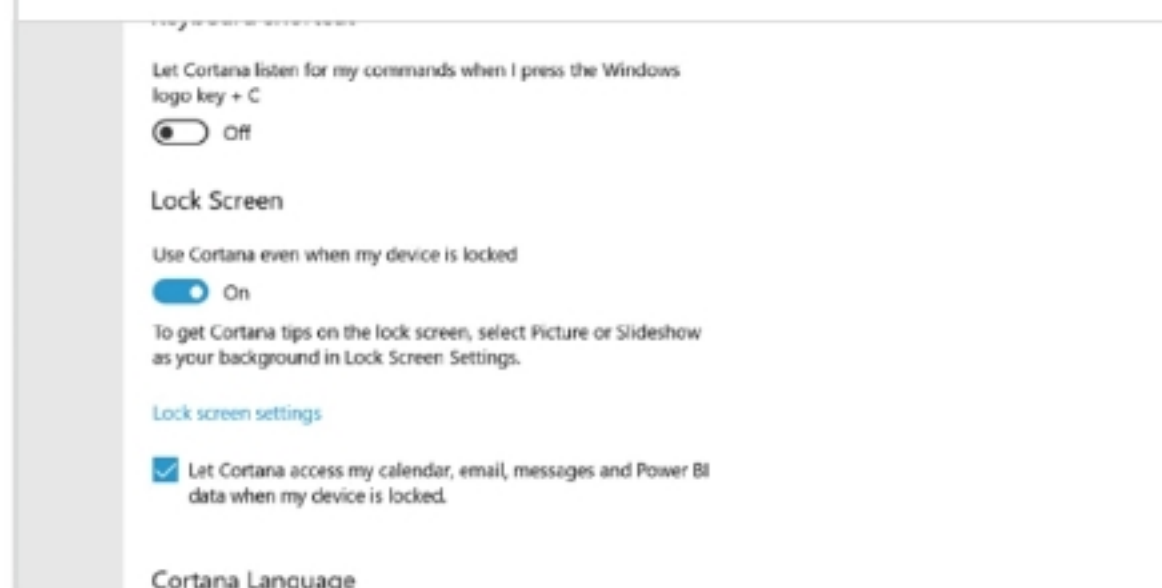 Keyboard shortcut
Let Cortana listen for my commands when I press the Windows
logo key + C
Off
Lock Screen
Use Cortana even when my device is locked
On
To get Cortana tips on the lock screen, select Picture or Slideshow
as your background in Lock Screen Settings.
Lock screen settings
Let Cortana access my calendar, email, messages and Power BI
data when my device is locked.
Cortana Language